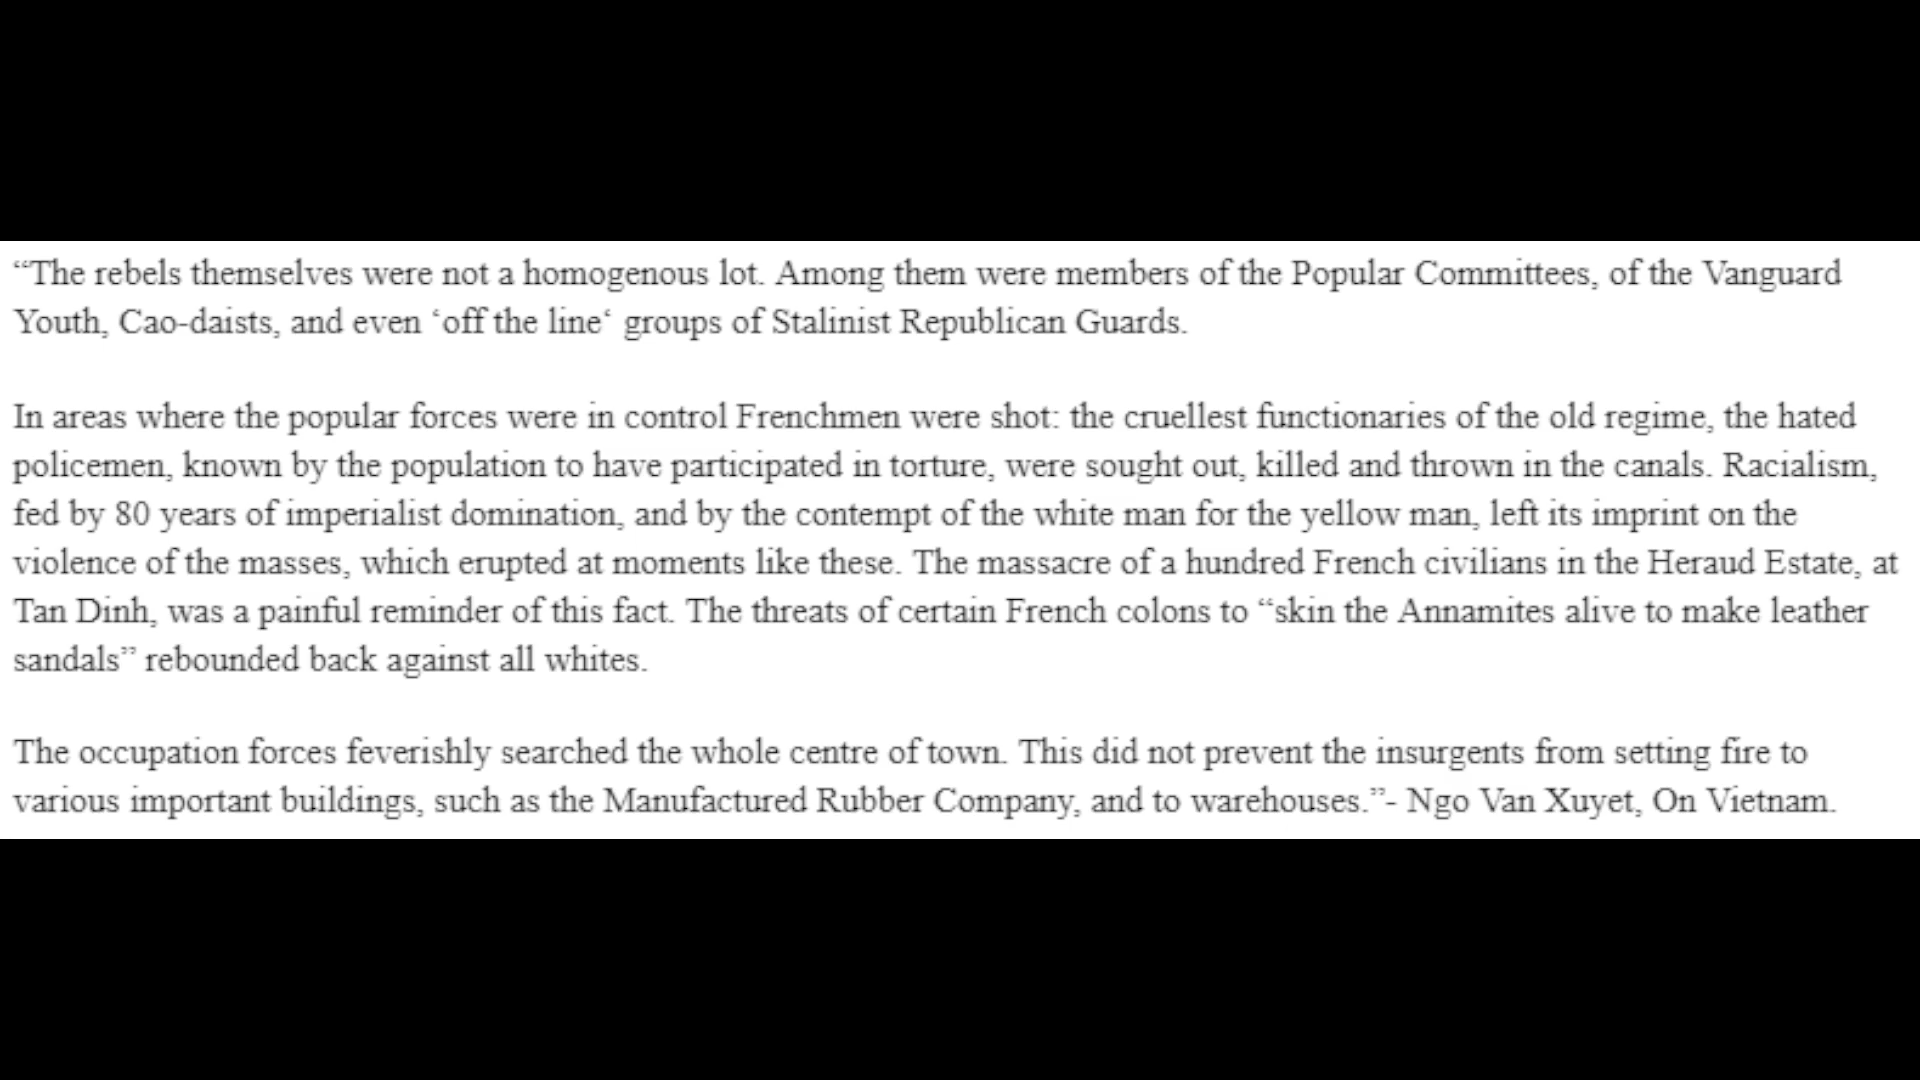 “The rebels themselves were not a homogenous lot. Among them were members of the Popular Committees, of the Vanguard
Youth, Cao-daists, and even ‘off the line‘ groups of Stalinist Republican Guards.
In areas where the popular forces were in control Frenchmen were shot: the cruellest functionaries of the old regime, the hated
policemen, known by the population to have participated in torture, were sought out, killed and thrown in the canals. Racialism,
fed by 80 years of imperialist domination, and by the contempt of the white man for the yellow man, left its imprint on the
violence of the masses, which erupted at moments like these. The massacre of a hundred French civilians in the Heraud Estate, at
Tan Dinh, was a painful reminder of this fact. The threats of certain French colons to “skin the Annamites alive to make leather
sandals” rebounded back against all whites.
The occupation forces feverishly searched the whole centre of town. This did not prevent the insurgents from setting fire to
various important buildings, such as the Manufactured Rubber Company, and to warehouses.”- Ngo Van Xuyet, On Vietnam.